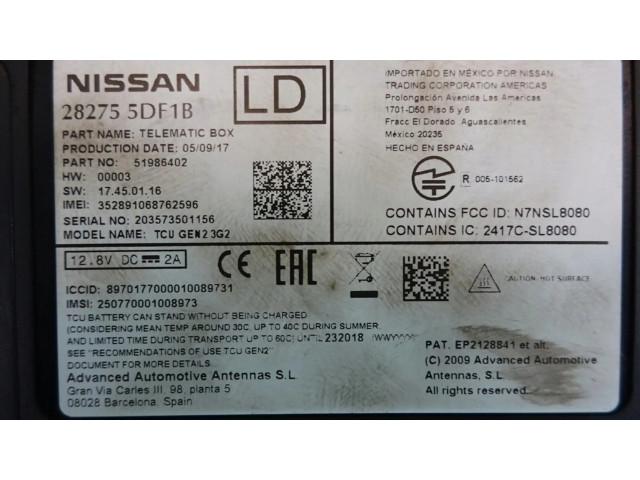 NISSAN
28275 5DF1B
LD
PART NAME: TELEMATIC BOX
PRODUCTION DATE: 05/09/17
PART NO: 51986402
HW: 00003
SW: 17.45.01.16
IMEI: 352891068762596
SERIAL NO: 203573501156
MODEL NAME: TCU GEN2 3G2
IMPORTADO EN MÉXICO POR NISSAN
TRADING CORPORATION AMERICAS
Prolongación Avenida Las Americas
1701-D60 Piso 5 y 6
Fracc El Dorado Aguascalientes
México 20235
HECHO EN ESPAÑA
R 005-101562
CONTAINS FCC ID: N7NSL8080
CONTAINS IC: 2417C-SL8080
12.8V DC 2A
CE EAC
CAUTION: HOT SURFACE
ICCID: 8970177000010089731
IMSI: 250770001008973
TCU BATTERY CAN STAND WITHOUT BEING CHARGED
(CONSIDERING MEAN TEMP AROUND 30C, UP TO 40C DURING SUMMER
AND LIMITED TIME DURING TRANSPORT UP TO 60C) UNTIL 232018 (WWYYYY)
SEE "RECOMMENDATIONS OF USE TCU GEN2"
DOCUMENT FOR MORE DETAILS
Advanced Automotive Antennas S.L
Gran Via Carles III, 98, planta 5
08028 Barcelona, Spain
PAT. EP2128841 et alt.
(C) 2009 Advanced Automotive
Antennas, S.L
All rights reserved.